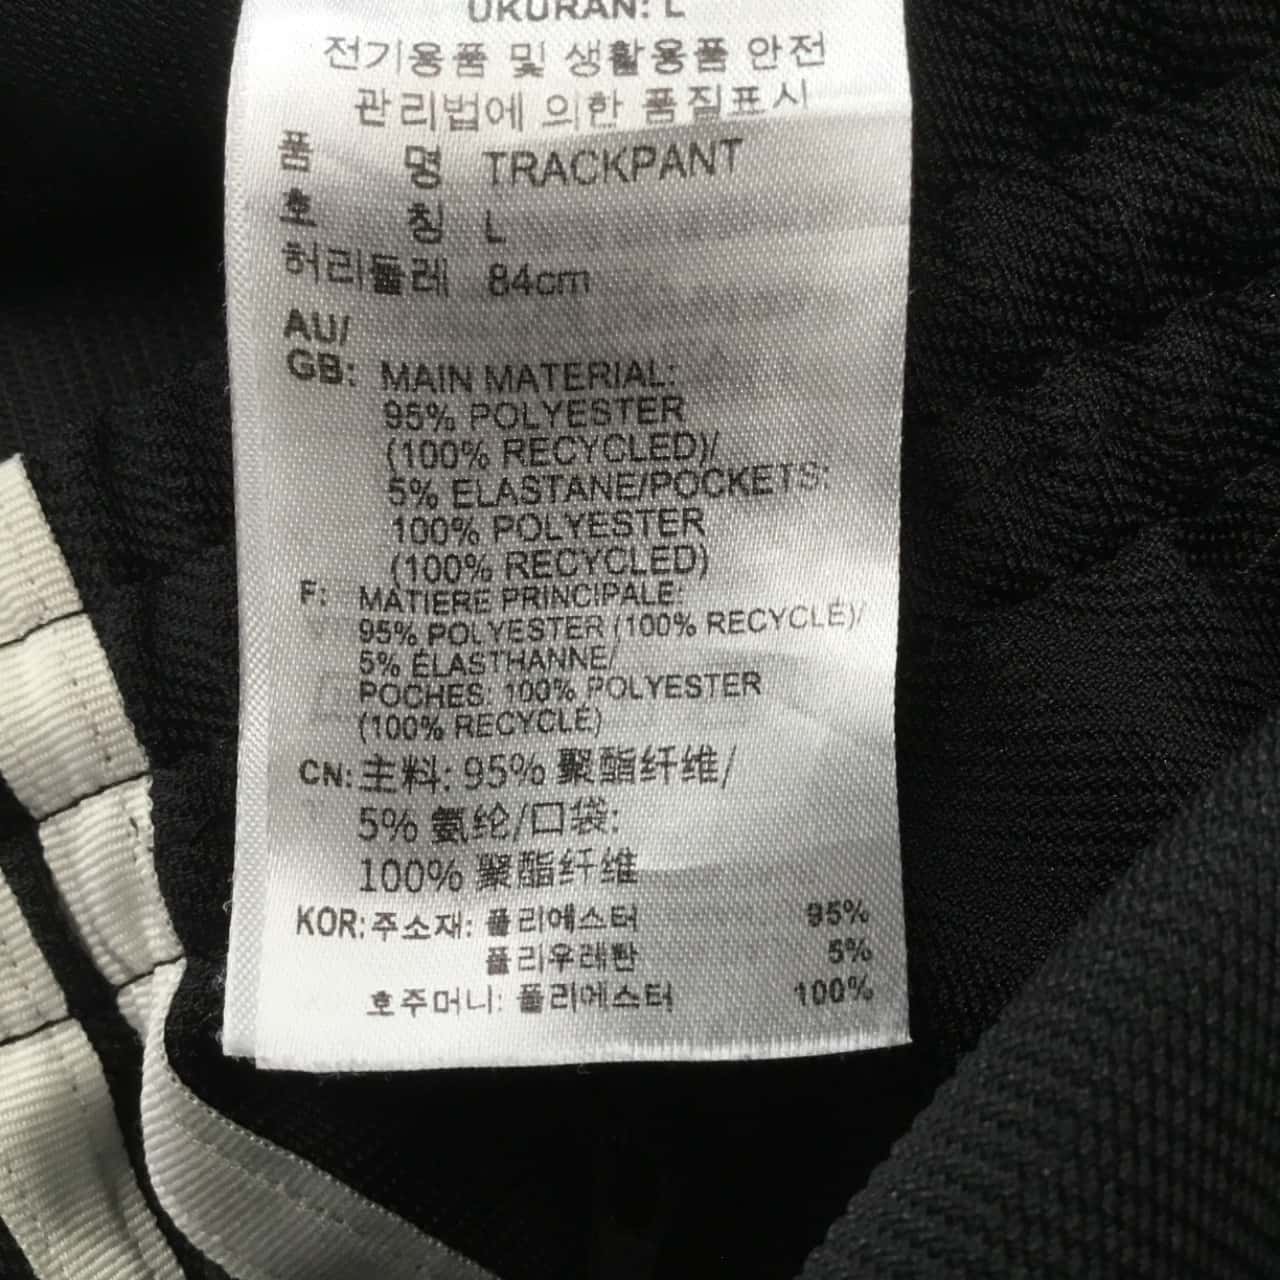 UKURAN: L
전기용품 및 생활용품 안전
관리법에 의한 품질표시
품 명 TRACKPANT
호 칭 L
허리둘레 84cm
AU/
GB: MAIN MATERIAL:
95% POLYESTER
(100% RECYCLED)/
5% ELASTANE/POCKETS:
100% POLYESTER
(100% RECYCLED)
F: MATIERE PRINCIPALE:
95% POLYESTER (100% RECYCLÉ)/
5% ÉLASTHANNE/
POCHES: 100% POLYESTER
(100% RECYCLÉ)
CN: 主料: 95% 聚酯纤维/
5% 氨纶/口袋:
100% 聚酯纤维
KOR: 주소재: 폴리에스터 95%
폴리우레탄 5%
호주머니: 폴리에스터 100%